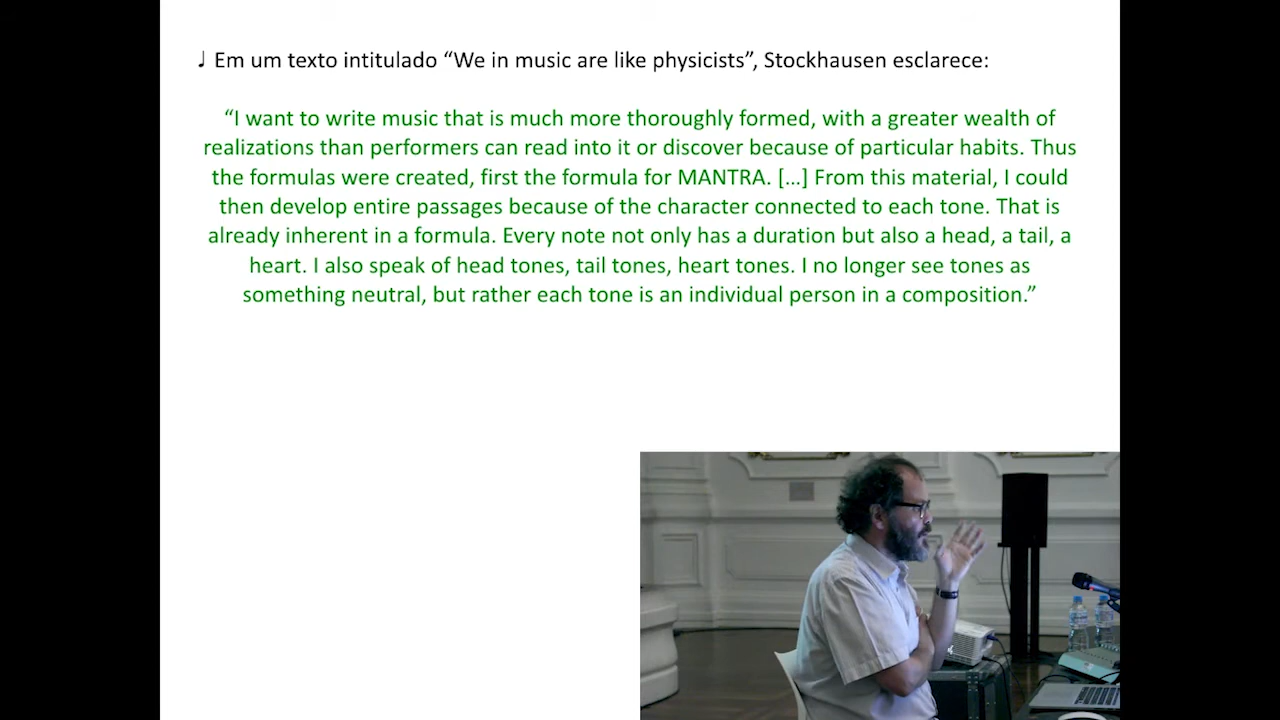 ♩ Em um texto intitulado “We in music are like physicists”, Stockhausen esclarece:
“I want to write music that is much more thoroughly formed, with a greater wealth of
realizations than performers can read into it or discover because of particular habits. Thus
the formulas were created, first the formula for MANTRA. [...] From this material, I could
then develop entire passages because of the character connected to each tone. That is
already inherent in a formula. Every note not only has a duration but also a head, a tail, a
heart. I also speak of head tones, tail tones, heart tones. I no longer see tones as
something neutral, but rather each tone is an individual person in a composition.”